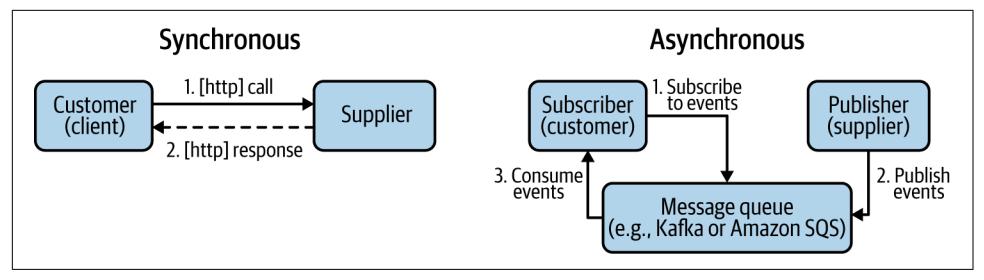 Synchronous
Customer
(client)
1. [http] call
2. [http] response
Supplier
Asynchronous
Subscriber
(customer)
1. Subscribe
to events
Publisher
(supplier)
2. Publish
events
3. Consume
events
Message queue
(e.g., Kafka or Amazon SQS)